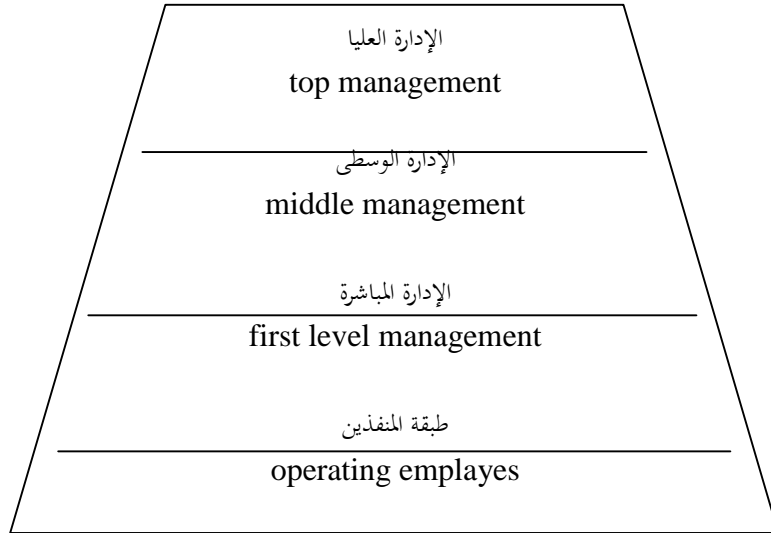 الإدارة العليا
top management
الإدارة الوسطى
middle management
الإدارة المباشرة
first level management
طبقة المنفذين
operating emplayes